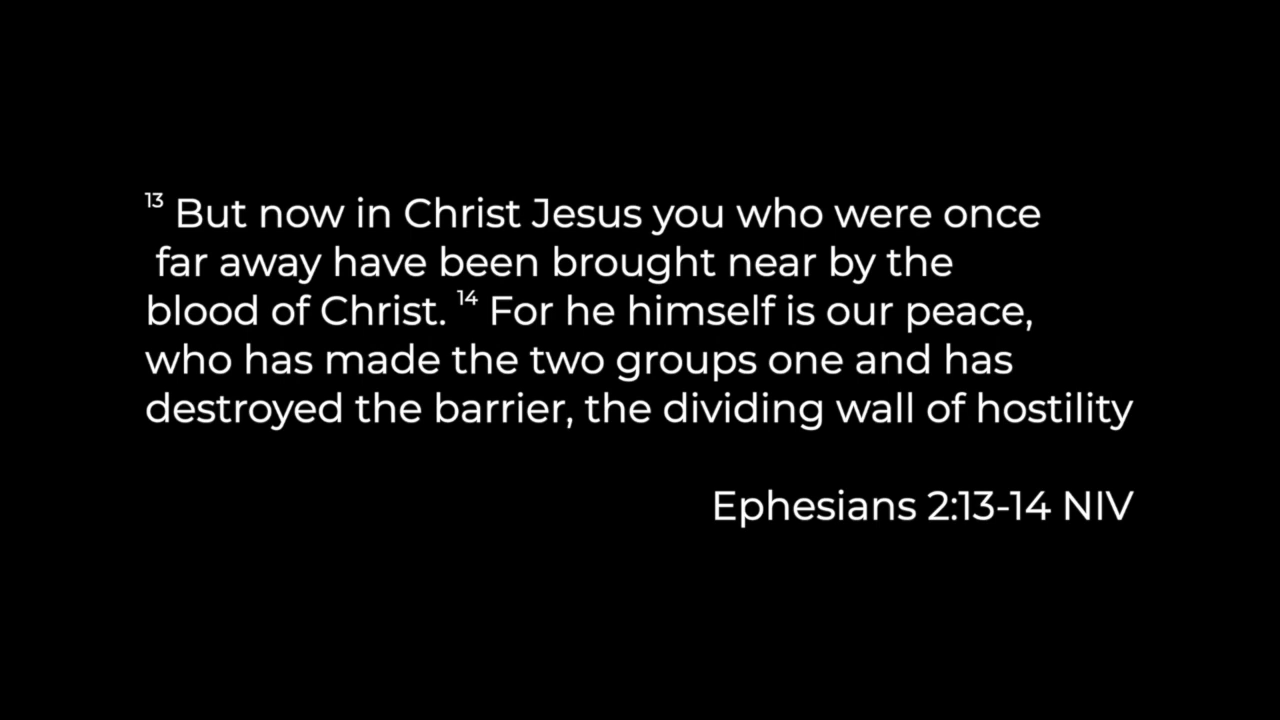 13 But now in Christ Jesus you who were once
far away have been brought near by the
blood of Christ. 14 For he himself is our peace,
who has made the two groups one and has
destroyed the barrier, the dividing wall of hostility
Ephesians 2:13-14 NIV